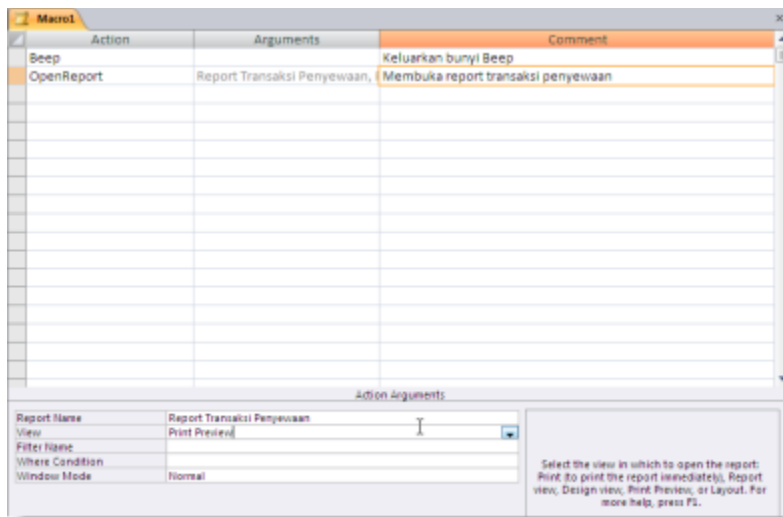 Macro1
Action Arguments Comment
Beep Keluarkan bunyi Beep
OpenReport Report Transaksi Penyewaan, Membuka report transaksi penyewaan
Action Arguments
Report Name Report Transaksi Penyewaan
View Print Preview
Filter Name
Where Condition
Window Mode Normal
Select the view in which to open the report:
Print (to print the report immediately), Report
view, Design view, Print Preview, or Layout. For
more help, press F1.